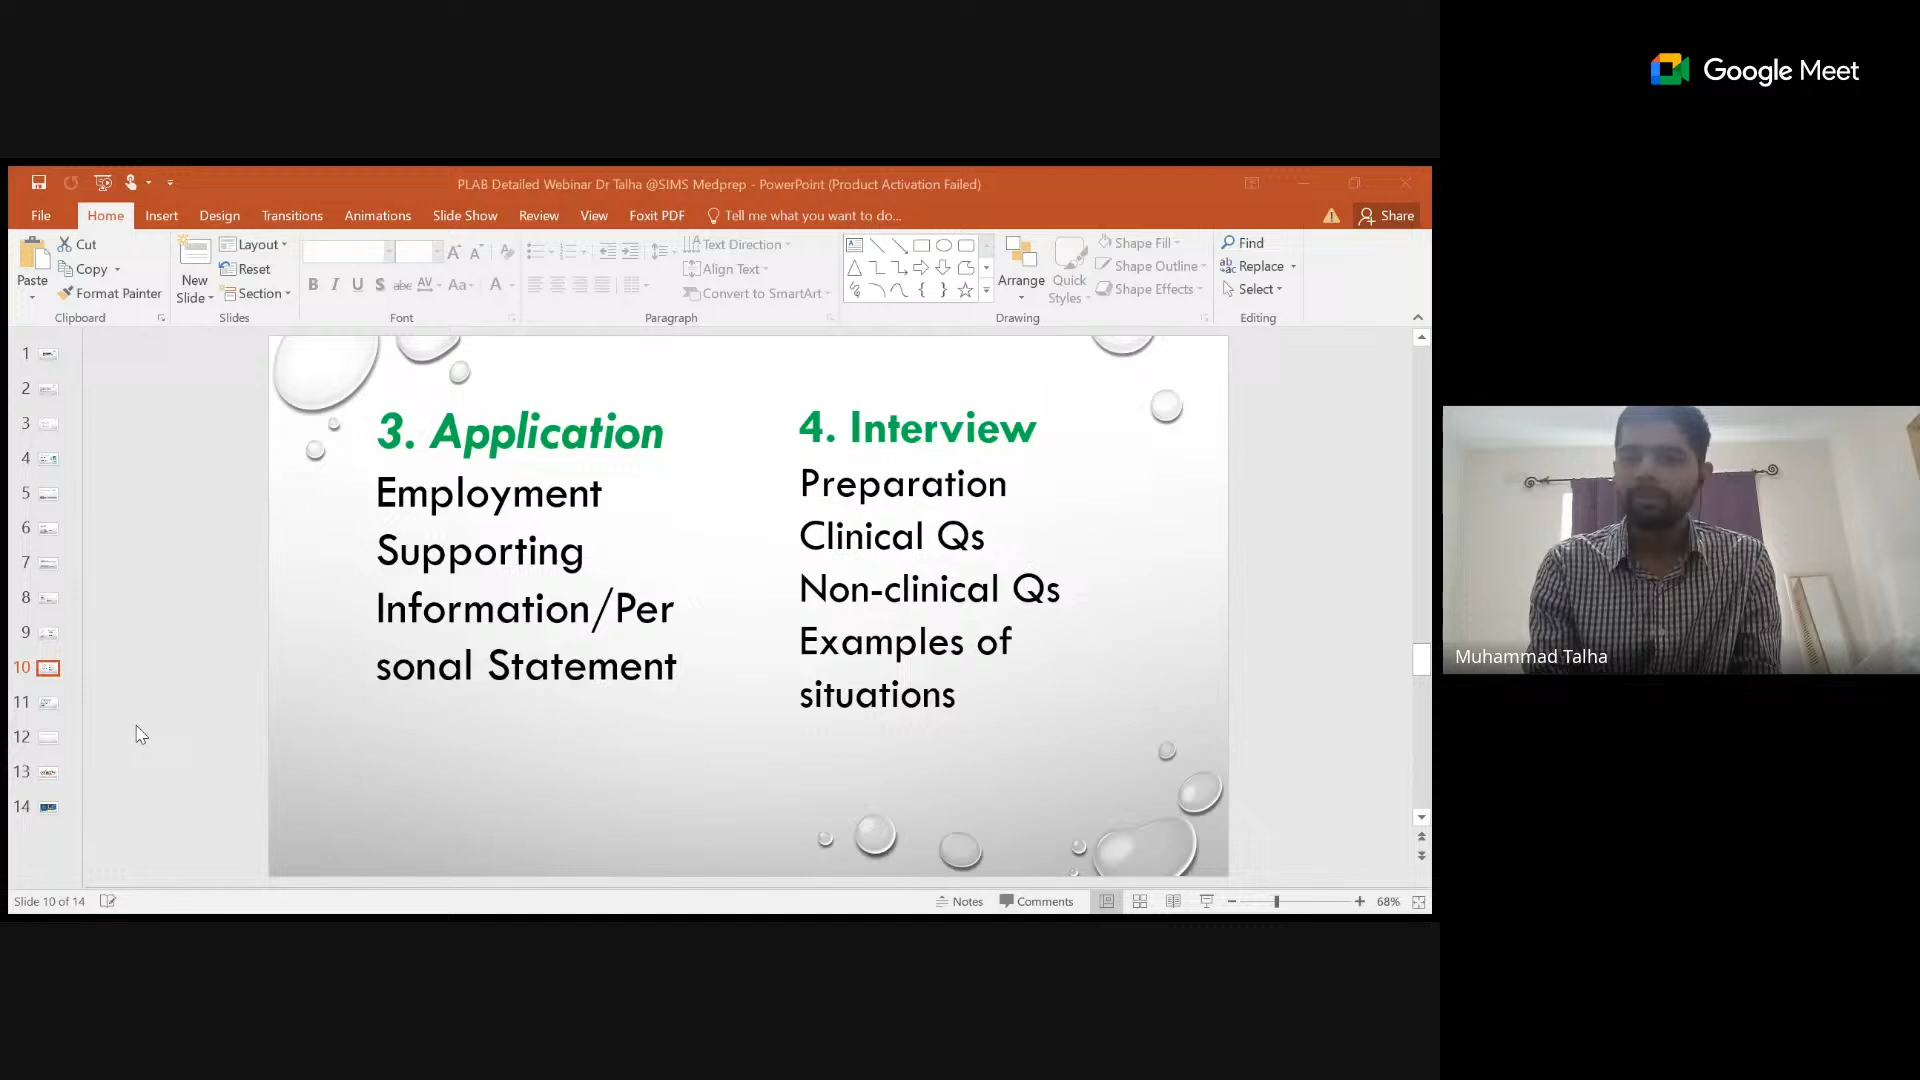 Google Meet
PLAB Detailed Webinar Dr Talha @SIMS Medprep - PowerPoint (Product Activation Failed)
File Home Insert Design Transitions Animations Slide Show Review View Foxit PDF Tell me what you want to do... Share
Cut
Copy
Format Painter
Paste
Clipboard
New
Slide
Layout
Reset
Section
Slides
B I U S abc AV Aa A
Font
Text Direction
Align Text
Convert to SmartArt
Paragraph
Arrange
Quick
Styles
Shape Fill
Shape Outline
Shape Effects
Drawing
Find
Replace
Select
Editing
1
2
3
4
5
6
7
8
9
10
11
12
13
14
3. Application
Employment
Supporting
Information/Per
sonal Statement
4. Interview
Preparation
Clinical Qs
Non-clinical Qs
Examples of
situations
Muhammad Talha
Slide 10 of 14 Notes Comments 68%